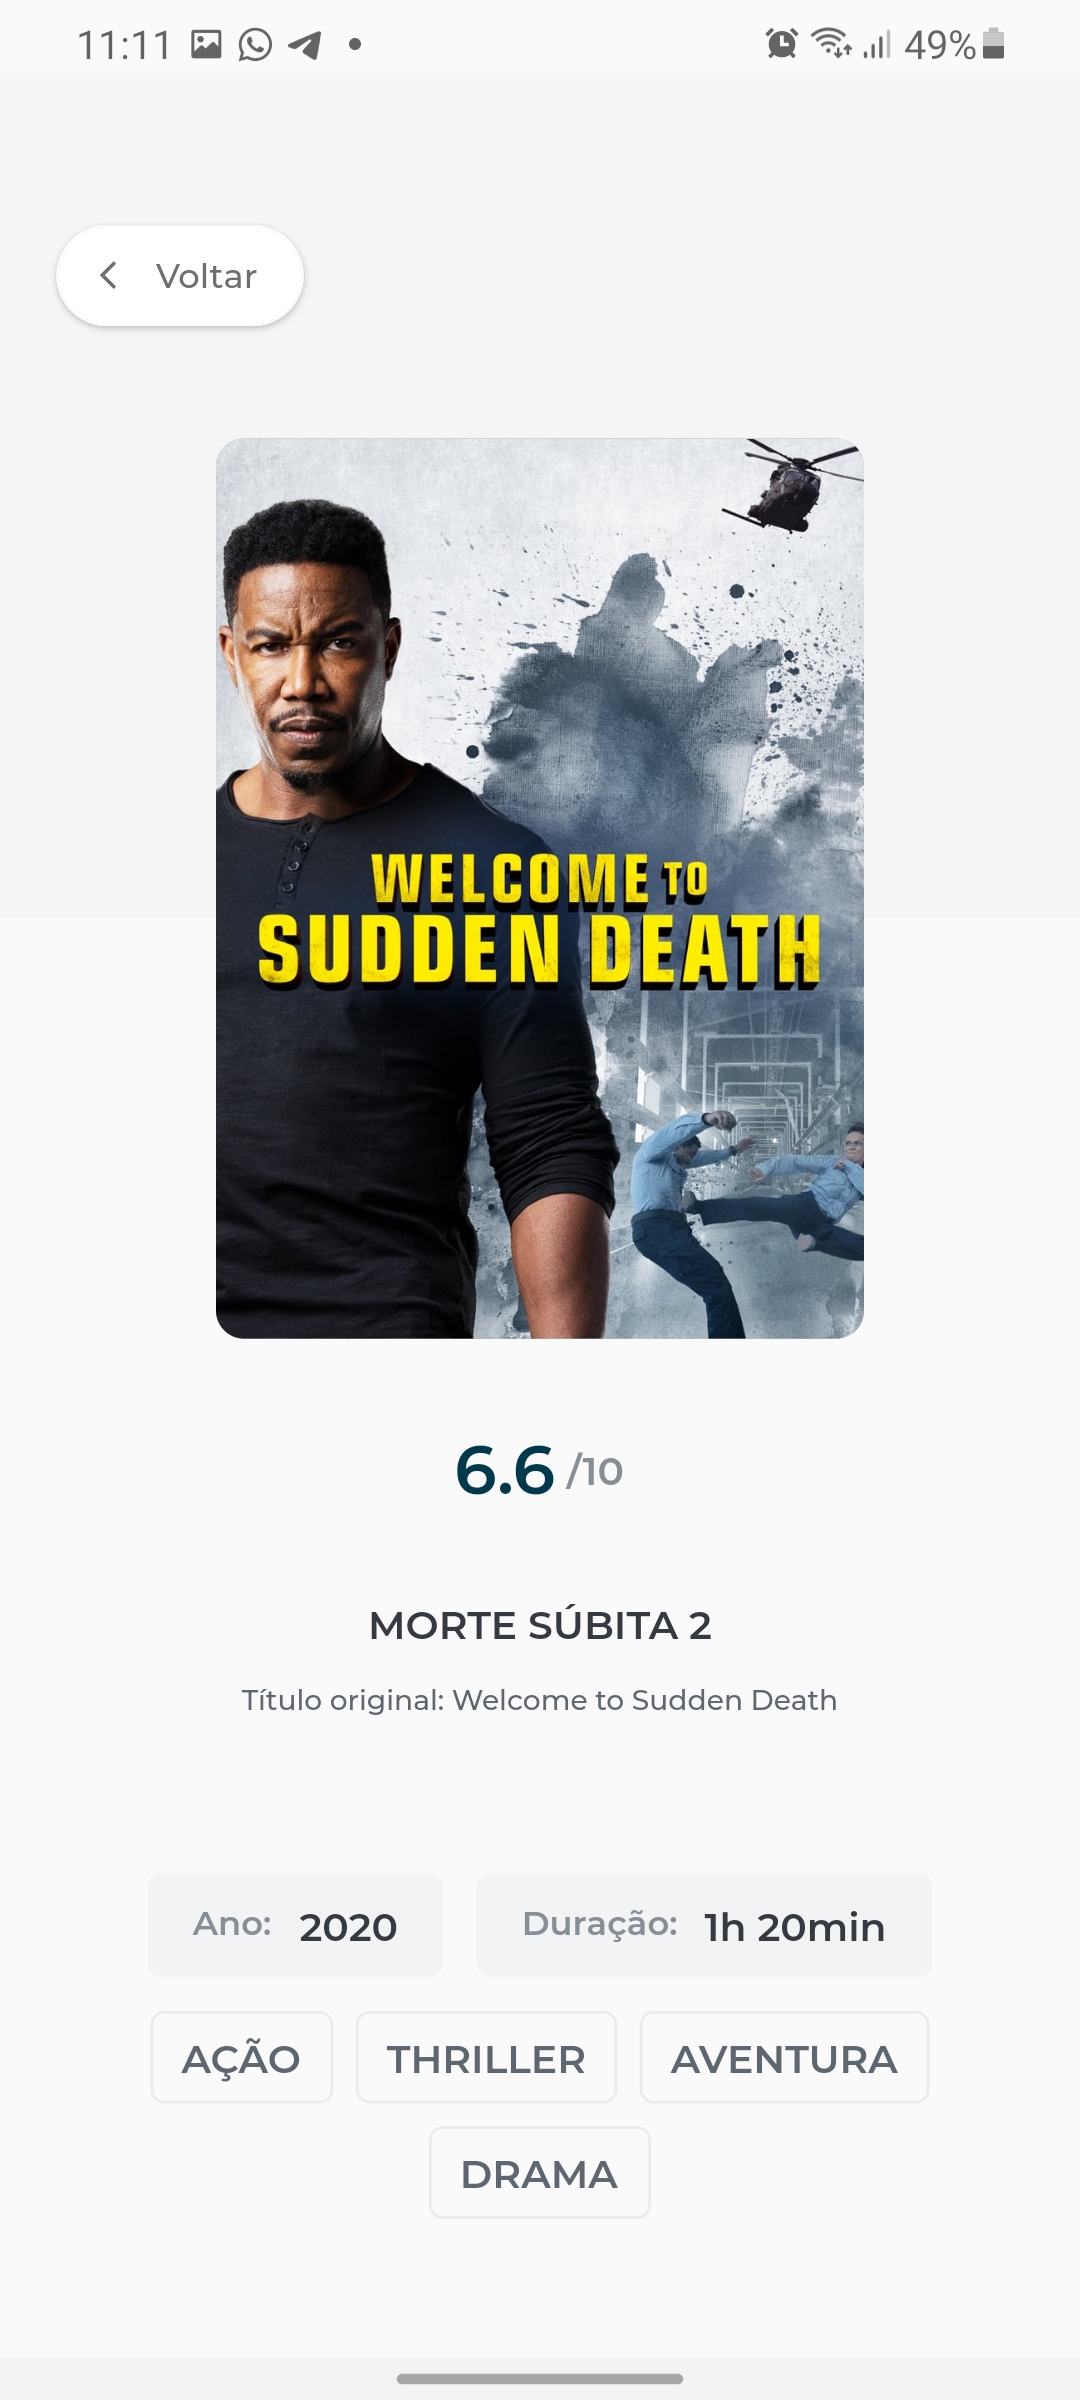 11:11
49%
Voltar
WELCOME TO
SUDDEN DEATH
6.6 /10
MORTE SÚBITA 2
Título original: Welcome to Sudden Death
Ano: 2020 Duração: 1h 20min
AÇÃO THRILLER AVENTURA
DRAMA